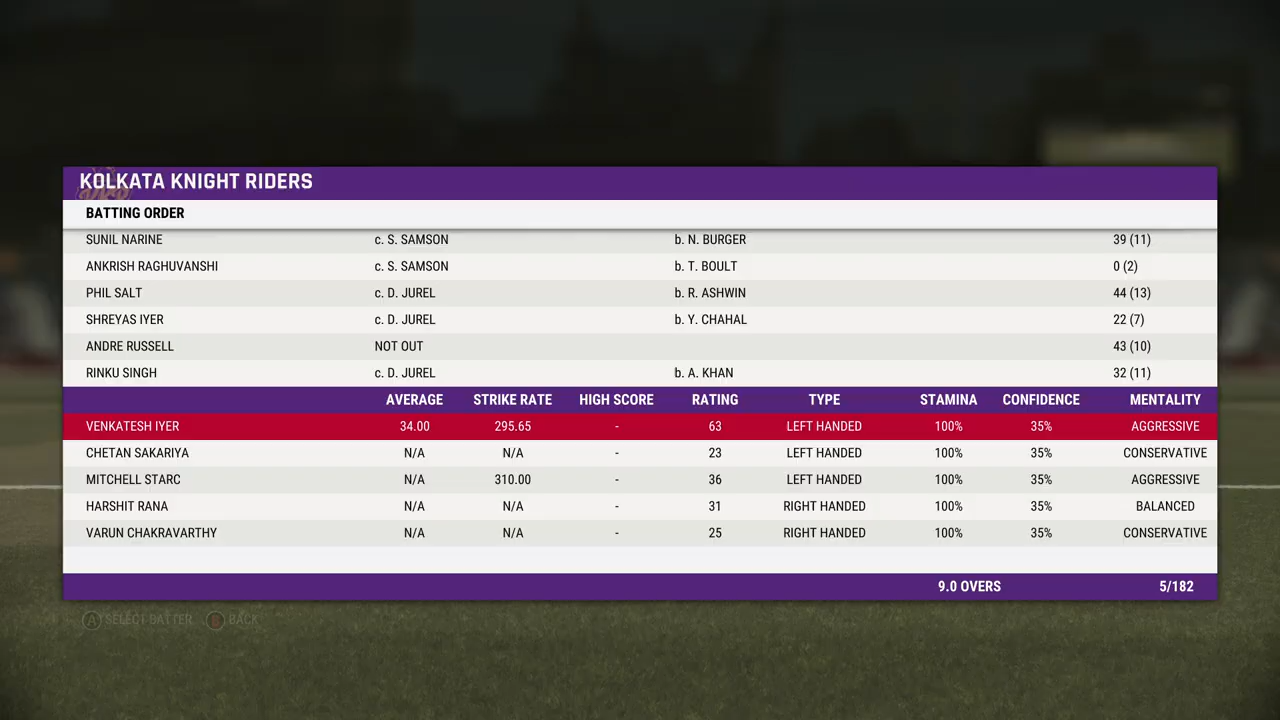 KOLKATA KNIGHT RIDERS
BATTING ORDER
SUNIL NARINE c. S. SAMSON b. N. BURGER 39 (11)
ANKRISH RAGHUVANSHI c. S. SAMSON b. T. BOULT 0 (2)
PHIL SALT c. D. JUREL b. R. ASHWIN 44 (13)
SHREYAS IYER c. D. JUREL b. Y. CHAHAL 22 (7)
ANDRE RUSSELL NOT OUT 43 (10)
RINKU SINGH c. D. JUREL b. A. KHAN 32 (11)
AVERAGE STRIKE RATE HIGH SCORE RATING TYPE STAMINA CONFIDENCE MENTALITY
VENKATESH IYER 34.00 295.65 - 63 LEFT HANDED 100% 35% AGGRESSIVE
CHETAN SAKARIYA N/A N/A - 23 LEFT HANDED 100% 35% CONSERVATIVE
MITCHELL STARC N/A 310.00 - 36 LEFT HANDED 100% 35% AGGRESSIVE
HARSHIT RANA N/A N/A - 31 RIGHT HANDED 100% 35% BALANCED
VARUN CHAKRAVARTHY N/A N/A - 25 RIGHT HANDED 100% 35% CONSERVATIVE
9.0 OVERS 5/182
A SELECT BATTER B BACK